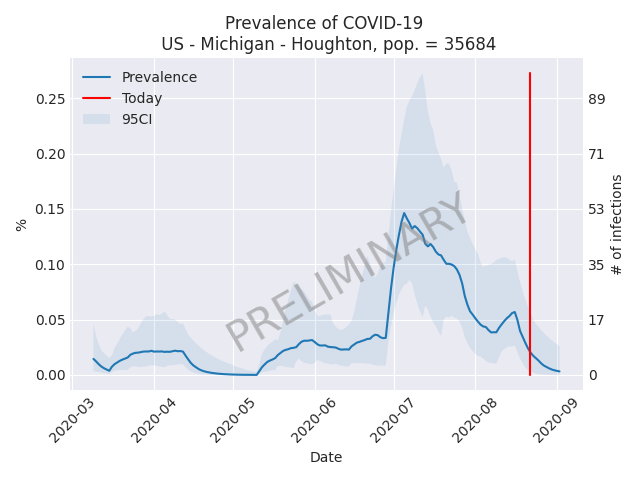 Prevalence of COVID-19
US - Michigan - Houghton, pop. = 35684
Prevalence
Today
95CI
0.25
0.20
0.15
0.10
0.05
0.00
%
89
71
53
35
17
0
# of infections
PRELIMINARY
2020-03
2020-04
2020-05
2020-06
2020-07
2020-08
2020-09
Date